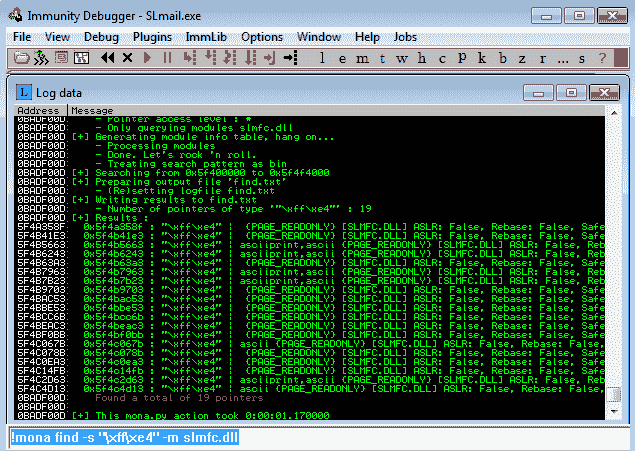 Immunity Debugger - SLmail.exe
File View Debug Plugins ImmLib Options Window Help Jobs
l e m t w h c p k b z r ... s ?
L Log data
Address Message
0BADF00D - Pointer access level : *
0BADF00D - Only querying modules slmfc.dll
0BADF00D [+] Generating module info table, hang on...
0BADF00D - Processing modules
0BADF00D - Done. Let's rock 'n roll.
0BADF00D - Treating search pattern as bin
0BADF00D [+] Searching from 0x5f400000 to 0x5f4f4000
0BADF00D [+] Preparing output file 'find.txt'
0BADF00D - (Re)setting logfile find.txt
0BADF00D [+] Writing results to find.txt
0BADF00D - Number of pointers of type '"\xff\xe4"' : 19
0BADF00D [+] Results :
5F4A358F 0x5f4a358f : "\xff\xe4" | {PAGE_READONLY} [SLMFC.DLL] ASLR: False, Rebase: False, Safe
5F4B41E3 0x5f4b41e3 : "\xff\xe4" | {PAGE_READONLY} [SLMFC.DLL] ASLR: False, Rebase: False, Safe
5F4B5663 0x5f4b5663 : "\xff\xe4" | asciiprint,ascii {PAGE_READONLY} [SLMFC.DLL] ASLR: False, Reb
5F4B6243 0x5f4b6243 : "\xff\xe4" | asciiprint,ascii {PAGE_READONLY} [SLMFC.DLL] ASLR: False, Reb
5F4B63A3 0x5f4b63a3 : "\xff\xe4" | {PAGE_READONLY} [SLMFC.DLL] ASLR: False, Rebase: False, Safe
5F4B7963 0x5f4b7963 : "\xff\xe4" | asciiprint,ascii {PAGE_READONLY} [SLMFC.DLL] ASLR: False, Reb
5F4B7B23 0x5f4b7b23 : "\xff\xe4" | asciiprint,ascii {PAGE_READONLY} [SLMFC.DLL] ASLR: False, Reb
5F4B9703 0x5f4b9703 : "\xff\xe4" | {PAGE_READONLY} [SLMFC.DLL] ASLR: False, Rebase: False, Safe
5F4BAC53 0x5f4bac53 : "\xff\xe4" | {PAGE_READONLY} [SLMFC.DLL] ASLR: False, Rebase: False, Safe
5F4BBE53 0x5f4bbe53 : "\xff\xe4" | {PAGE_READONLY} [SLMFC.DLL] ASLR: False, Rebase: False, Safe
5F4BCC6B 0x5f4bcc6b : "\xff\xe4" | {PAGE_READONLY} [SLMFC.DLL] ASLR: False, Rebase: False, Safe
5F4BEAC3 0x5f4beac3 : "\xff\xe4" | {PAGE_READONLY} [SLMFC.DLL] ASLR: False, Rebase: False, Safe
5F4BF0BB 0x5f4bf0bb : "\xff\xe4" | {PAGE_READONLY} [SLMFC.DLL] ASLR: False, Rebase: False, Safe
5F4C067B 0x5f4c067b : "\xff\xe4" | ascii {PAGE_READONLY} [SLMFC.DLL] ASLR: False, Rebase: False,
5F4C078B 0x5f4c078b : "\xff\xe4" | {PAGE_READONLY} [SLMFC.DLL] ASLR: False, Rebase: False, Safe
5F4C0EA3 0x5f4c0ea3 : "\xff\xe4" | {PAGE_READONLY} [SLMFC.DLL] ASLR: False, Rebase: False, Safe
5F4C14FB 0x5f4c14fb : "\xff\xe4" | {PAGE_READONLY} [SLMFC.DLL] ASLR: False, Rebase: False, Safe
5F4C2D63 0x5f4c2d63 : "\xff\xe4" | asciiprint,ascii {PAGE_READONLY} [SLMFC.DLL] ASLR: False, Reb
5F4C4D13 0x5f4c4d13 : "\xff\xe4" | {PAGE_READONLY} [SLMFC.DLL] ASLR: False, Rebase: False, Safe
0BADF00D Found a total of 19 pointers
0BADF00D
0BADF00D [+] This mona.py action took 0:00:01.170000
!mona find -s "\xff\xe4" -m slmfc.dll